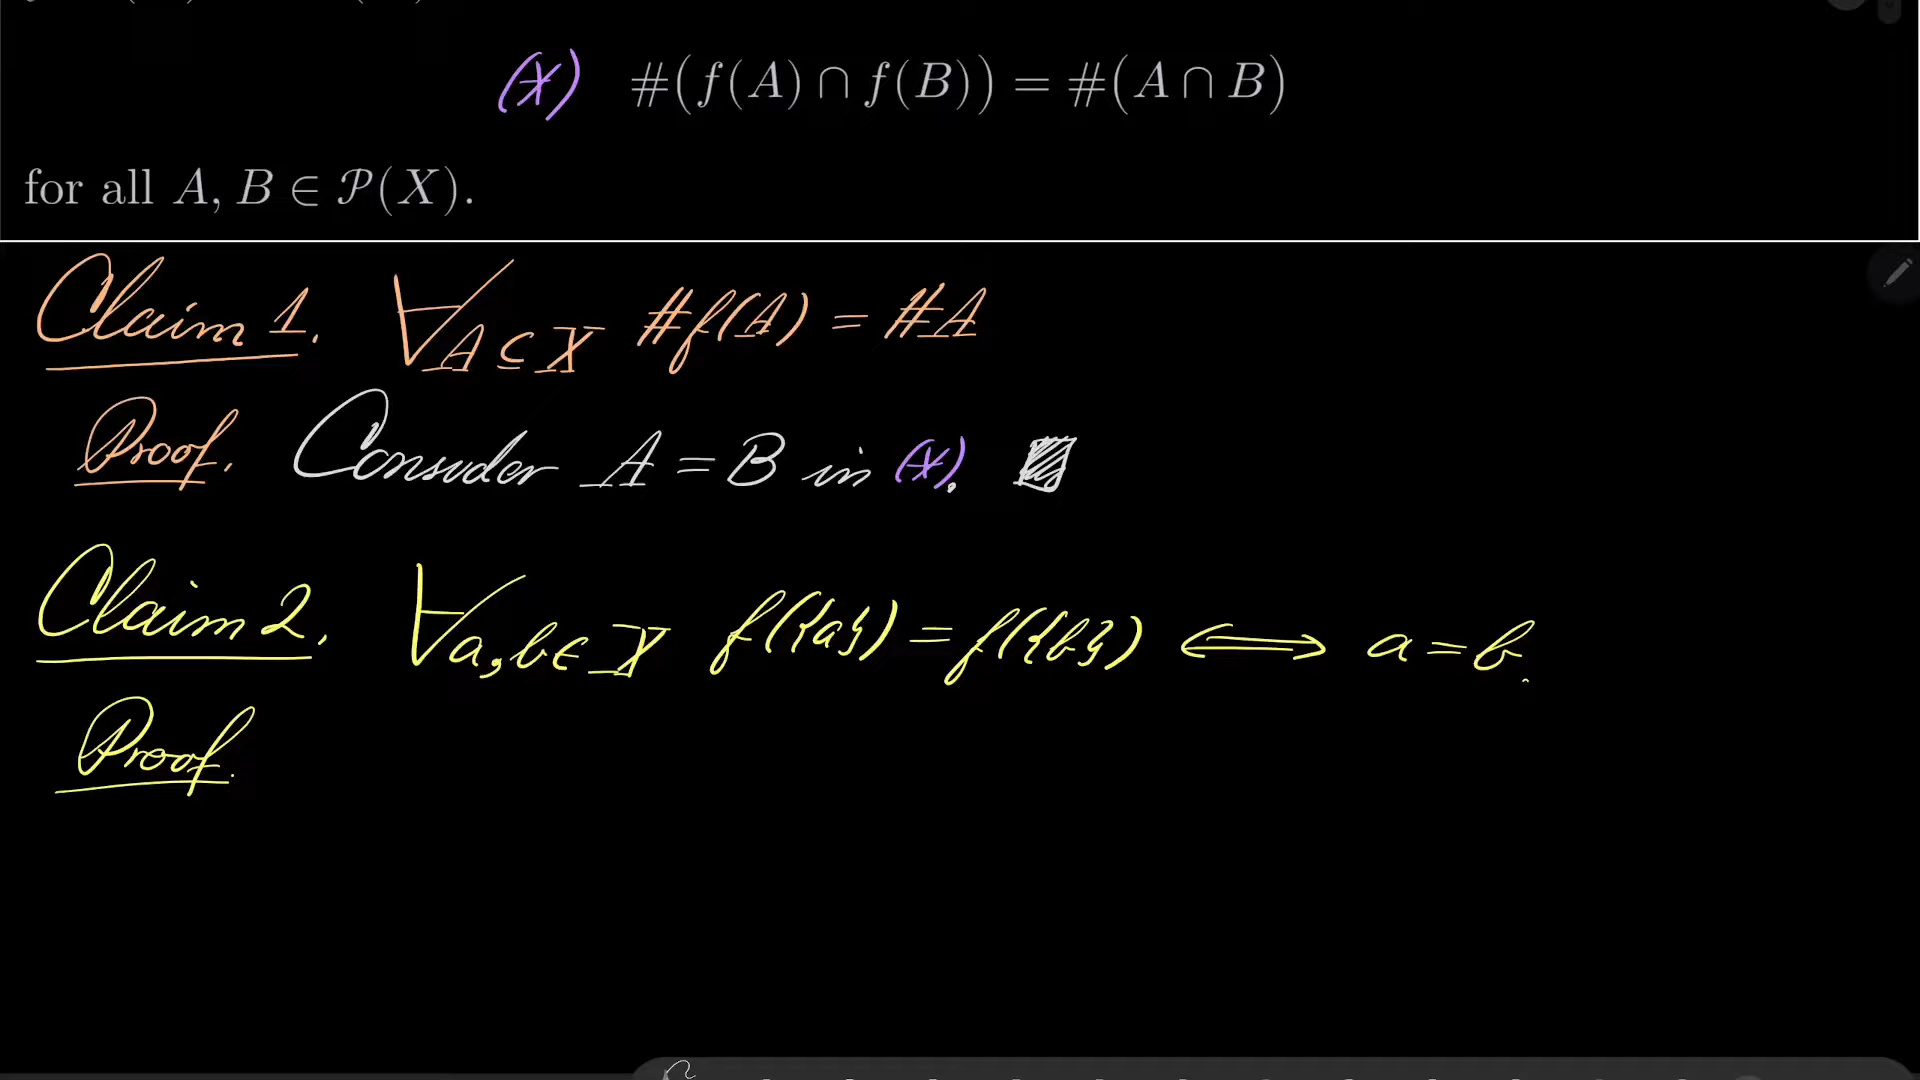 (*) #(f(A) ∩ f(B)) = #(A ∩ B)
for all A, B ∈ 𝒫(X).
Claim 1. ∀A⊂X #f(A) = #A
Proof. Consider A = B in (*).
Claim 2. ∀a,b∈X f({a}) = f({b}) ⟺ a = b.
Proof.